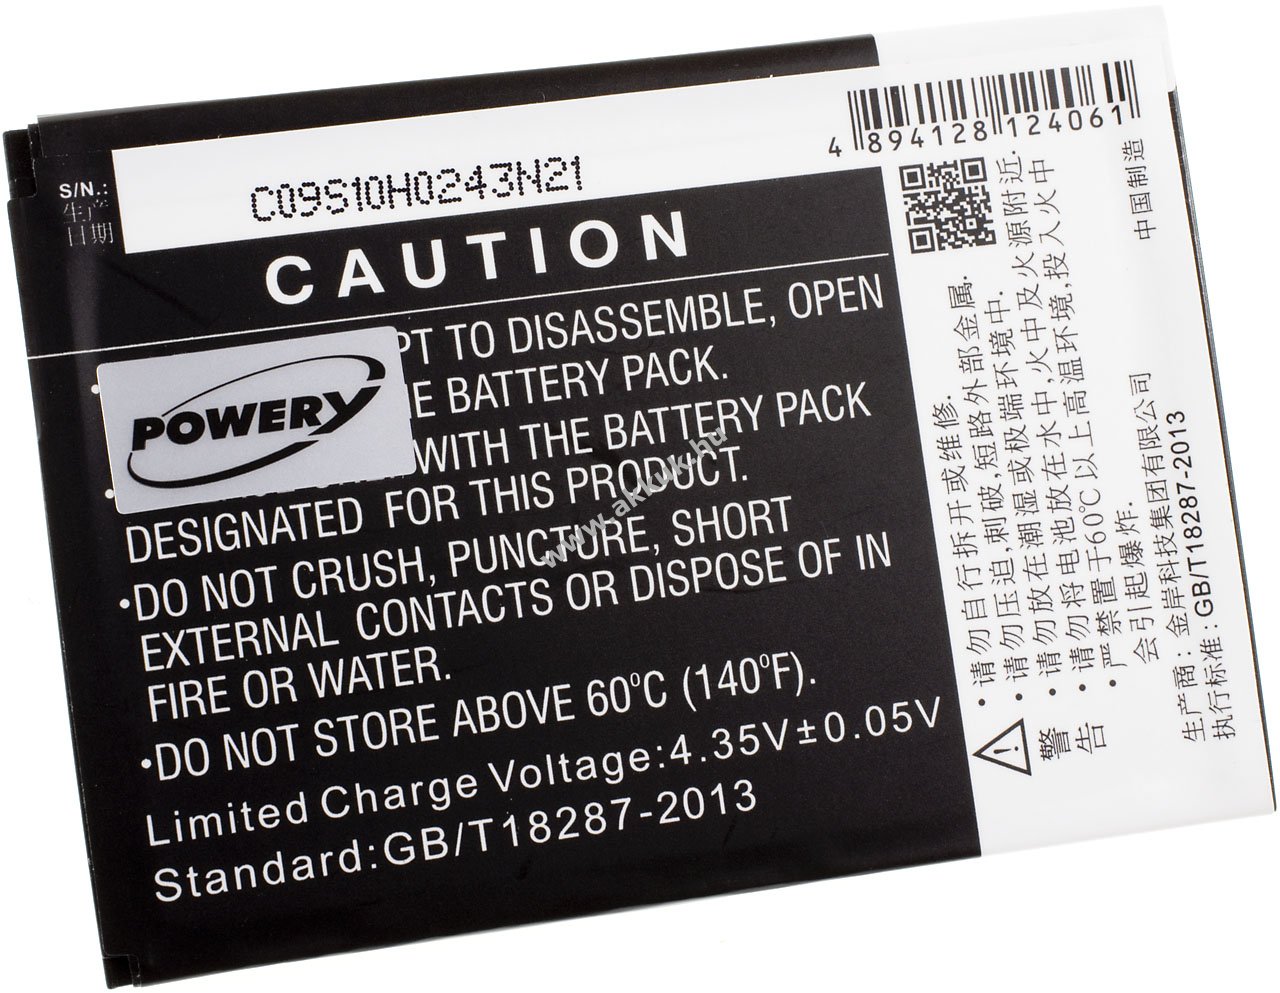 S/N.:
生产
日期
C09S10H0243N21
CAUTION
PT TO DISASSEMBLE, OPEN
E BATTERY PACK.
WITH THE BATTERY PACK
DESIGNATED FOR THIS PRODUCT.
•DO NOT CRUSH, PUNCTURE, SHORT
EXTERNAL CONTACTS OR DISPOSE OF IN
FIRE OR WATER.
•DO NOT STORE ABOVE 60°C (140°F).
Limited Charge Voltage:4.35V±0.05V
Standard:GB/T18287-2013
POWERY
www.akkuk.hu
4 894128 124061
中国制造
警告
• 请勿自行拆开或维修.
• 请勿压迫,刺破,短路外部金属.
• 请勿放在潮湿或极端环境中.
• 请勿将电池放在水中,火中及火源附近.
• 严禁置于60°C以上高温环境,投入火中
会引起爆炸.
生产商: 金岸科技集团有限公司
执行标准: GB/T18287-2013